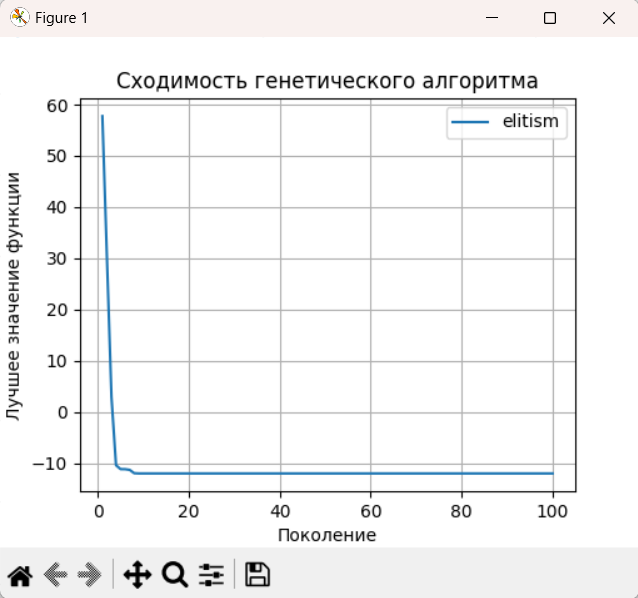 Figure 1
Сходимость генетического алгоритма
elitism
Лучшее значение функции
60
50
40
30
20
10
0
−10
0 20 40 60 80 100
Поколение